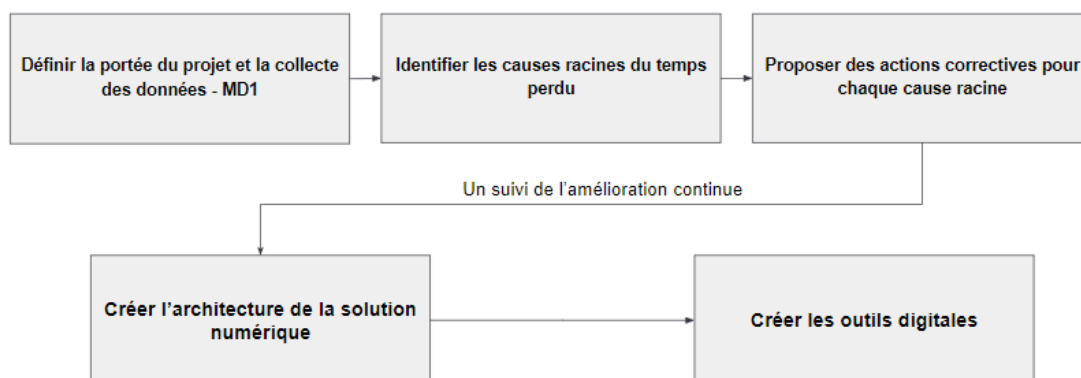 Définir la portée du projet et la collecte
des données - MD1
Identifier les causes racines du temps
perdu
Proposer des actions correctives pour
chaque cause racine
Un suivi de l'amélioration continue
Créer l'architecture de la solution
numérique
Créer les outils digitales